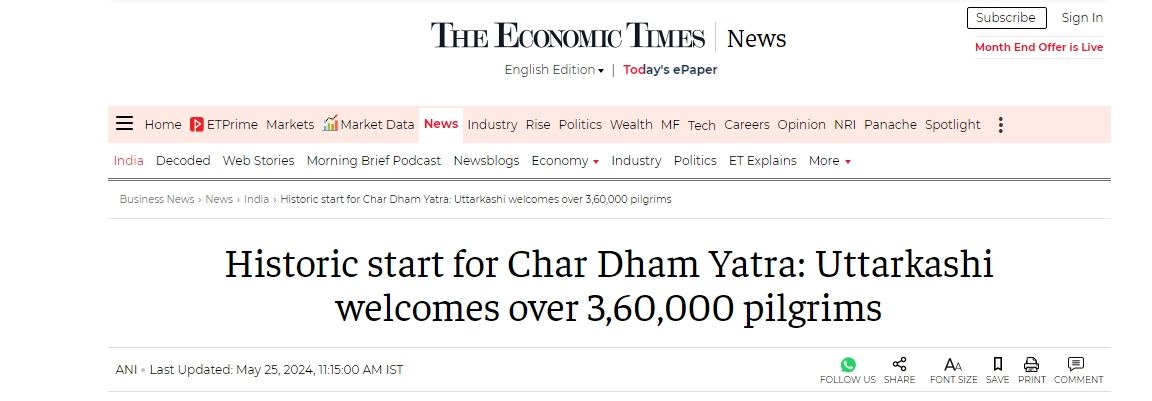 Subscribe Sign In
THE ECONOMIC TIMES | News
Month End Offer is Live
English Edition | Today's ePaper
Home ETPrime Markets Market Data News Industry Rise Politics Wealth MF Tech Careers Opinion NRI Panache Spotlight
India Decoded Web Stories Morning Brief Podcast Newsblogs Economy Industry Politics ET Explains More
Business News › News › India › Historic start for Char Dham Yatra: Uttarkashi welcomes over 3,60,000 pilgrims
Historic start for Char Dham Yatra: Uttarkashi
welcomes over 3,60,000 pilgrims
ANI • Last Updated: May 25, 2024, 11:15:00 AM IST
FOLLOW US SHARE FONT SIZE SAVE PRINT COMMENT